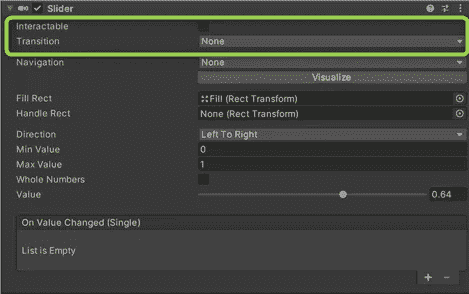 Slider
Interactable
Transition None
Navigation None
Visualize
Fill Rect Fill (Rect Transform)
Handle Rect None (Rect Transform)
Direction Left To Right
Min Value 0
Max Value 1
Whole Numbers
Value 0.64
On Value Changed (Single)
List is Empty